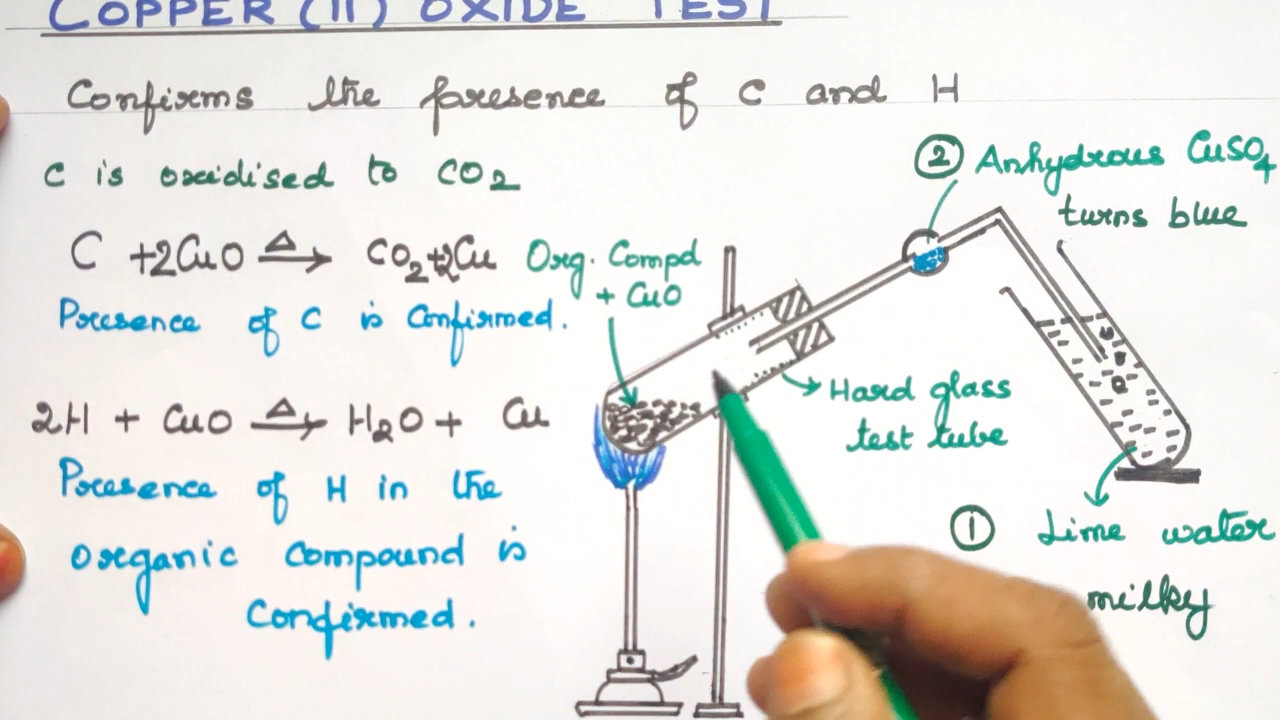 COPPER (II) OXIDE TEST
Confirms the presence of C and H
C is oxidised to CO2
C + 2CuO △→ CO2 + 2Cu
Presence of C is Confirmed.
2H + CuO △→ H2O + Cu
Presence of H in the
organic compound is
Confirmed.
Org. Compd
+ CuO
② Anhydrous CuSO4
turns blue
Hard glass
test tube
① Lime water
milky